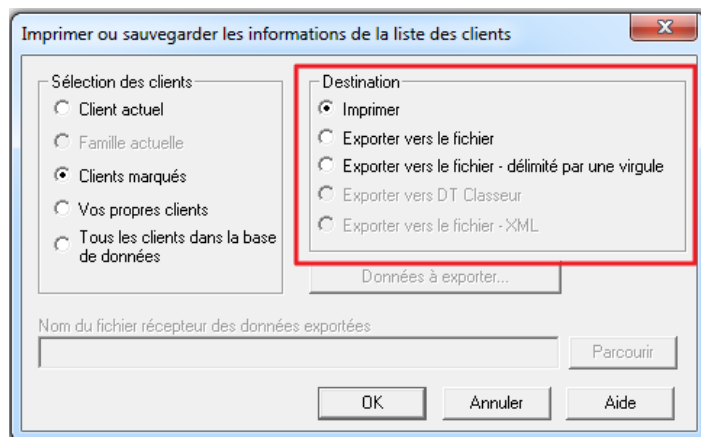 Imprimer ou sauvegarder les informations de la liste des clients
Sélection des clients
Client actuel
Famille actuelle
Clients marqués
Vos propres clients
Tous les clients dans la base
de données
Destination
Imprimer
Exporter vers le fichier
Exporter vers le fichier - délimité par une virgule
Exporter vers DT Classeur
Exporter vers le fichier - XML
Données à exporter...
Nom du fichier récepteur des données exportées
Parcourir
OK
Annuler
Aide